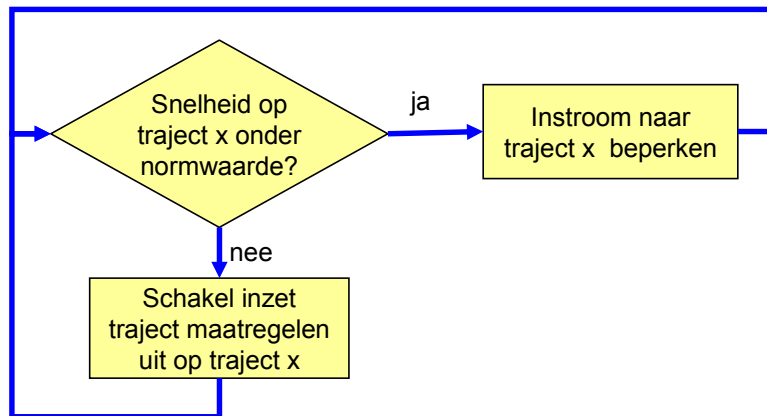 Snelheid op
traject x onder
normwaarde?
ja
Instroom naar
traject x beperken
nee
Schakel inzet
traject maatregelen
uit op traject x